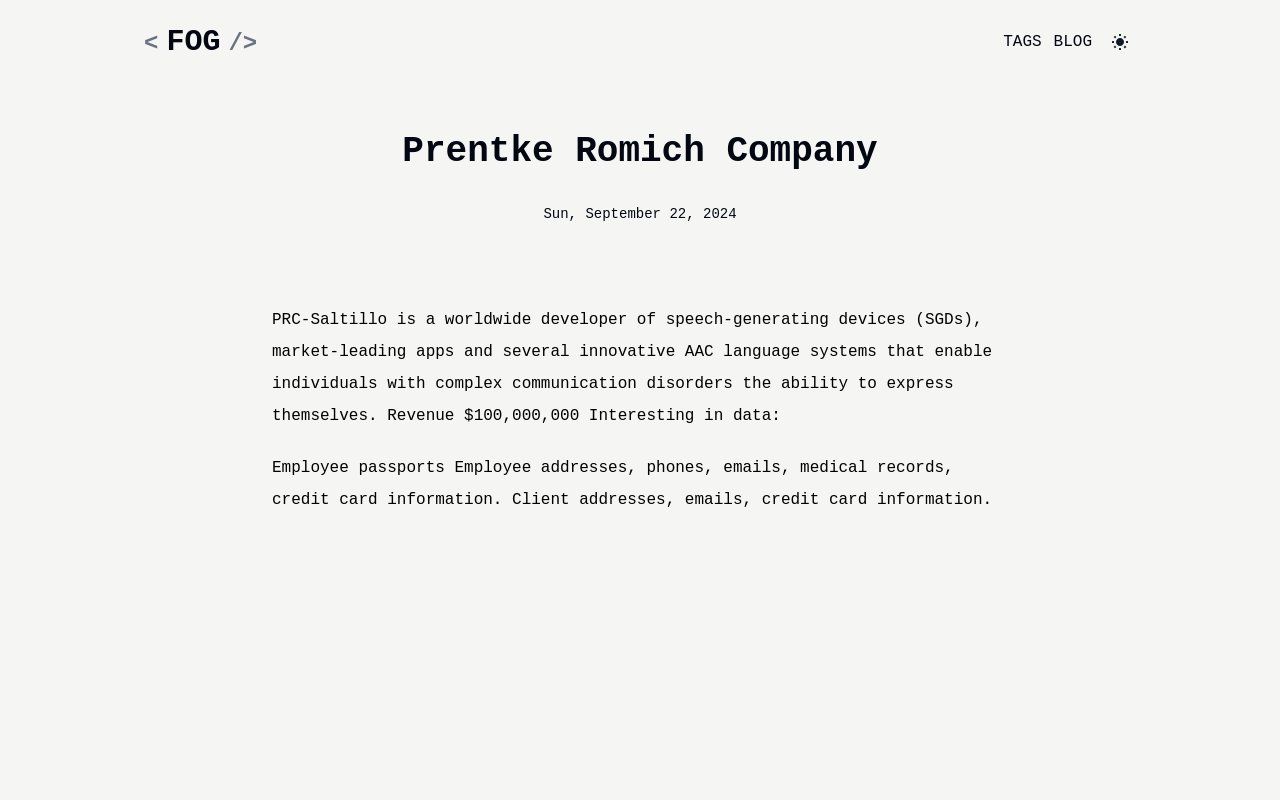 < FOG />
TAGS BLOG
Prentke Romich Company
Sun, September 22, 2024
PRC-Saltillo is a worldwide developer of speech-generating devices (SGDs),
market-leading apps and several innovative AAC language systems that enable
individuals with complex communication disorders the ability to express
themselves. Revenue $100,000,000 Interesting in data:
Employee passports Employee addresses, phones, emails, medical records,
credit card information. Client addresses, emails, credit card information.